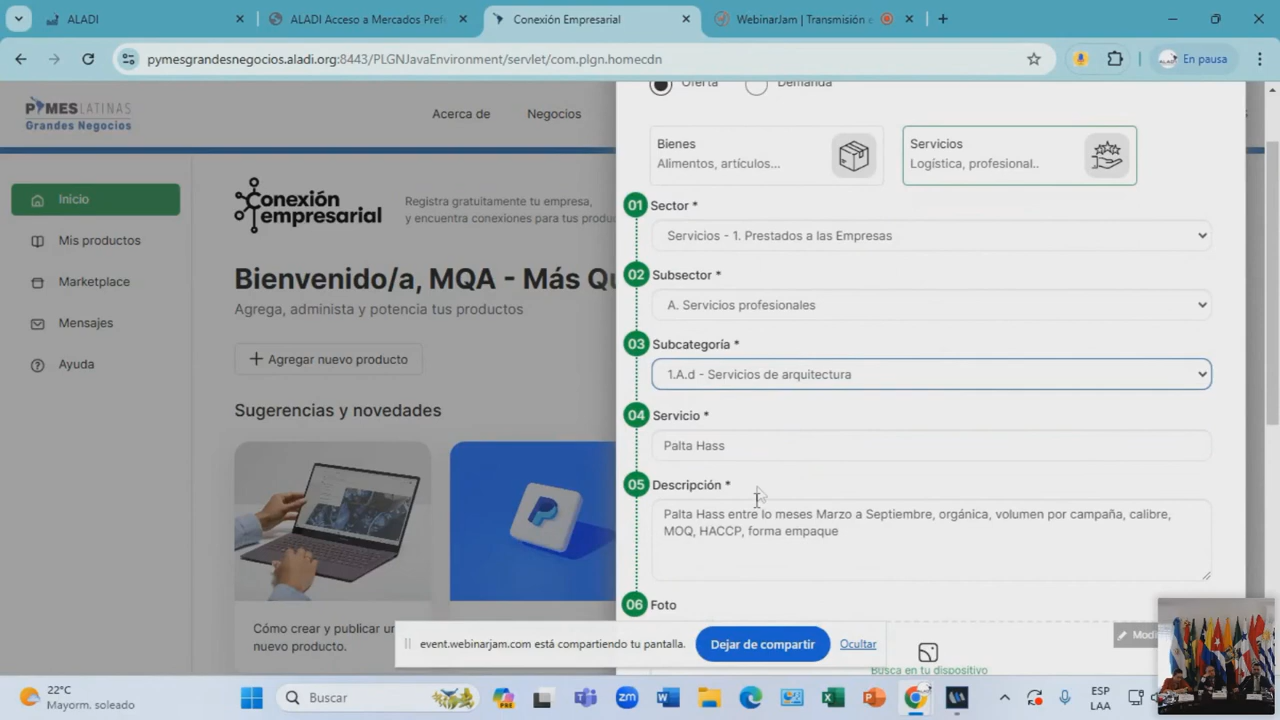 ALADI
ALADI Acceso a Mercados Pref
Conexión Empresarial
WebinarJam | Transmisión e
pymesgrandesnegocios.aladi.org:8443/PLGNJavaEnvironment/servlet/com.plgn.homecdn
En pausa
PYMESLATINAS
Grandes Negocios
Acerca de
Negocios
Inicio
Mis productos
Marketplace
Mensajes
Ayuda
Conexión
empresarial
Registra gratuitamente tu empresa,
y encuentra conexiones para tus produ
Bienvenido/a, MQA - Más Qu
Agrega, administra y potencia tus productos
Agregar nuevo producto
Sugerencias y novedades
Cómo crear y publicar un
nuevo producto.
Oferta
Demanda
Bienes
Alimentos, artículos...
Servicios
Logística, profesional..
01 Sector *
Servicios - 1. Prestados a las Empresas
02 Subsector *
A. Servicios profesionales
03 Subcategoría *
1.A.d - Servicios de arquitectura
04 Servicio *
Palta Hass
05 Descripción *
Palta Hass entre lo meses Marzo a Septiembre, orgánica, volumen por campaña, calibre,
MOQ, HACCP, forma empaque
06 Foto
Busca en tu dispositivo
Modi
event.webinarjam.com está compartiendo tu pantalla.
Dejar de compartir
Ocultar
22°C
Mayorm. soleado
Buscar
PRE
zm
ESP
LAA